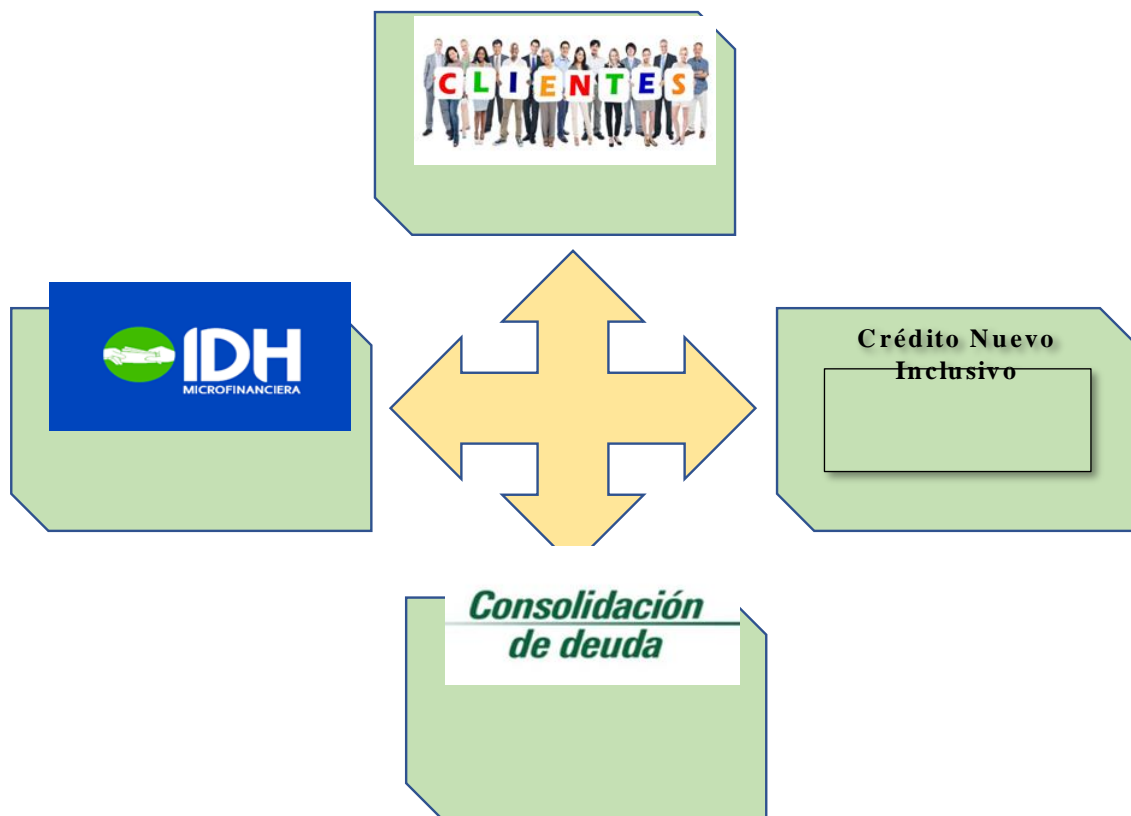 CLIENTES
IDH
MICROFINANCIERA
Crédito Nuevo
Inclusivo
Consolidación
de deuda